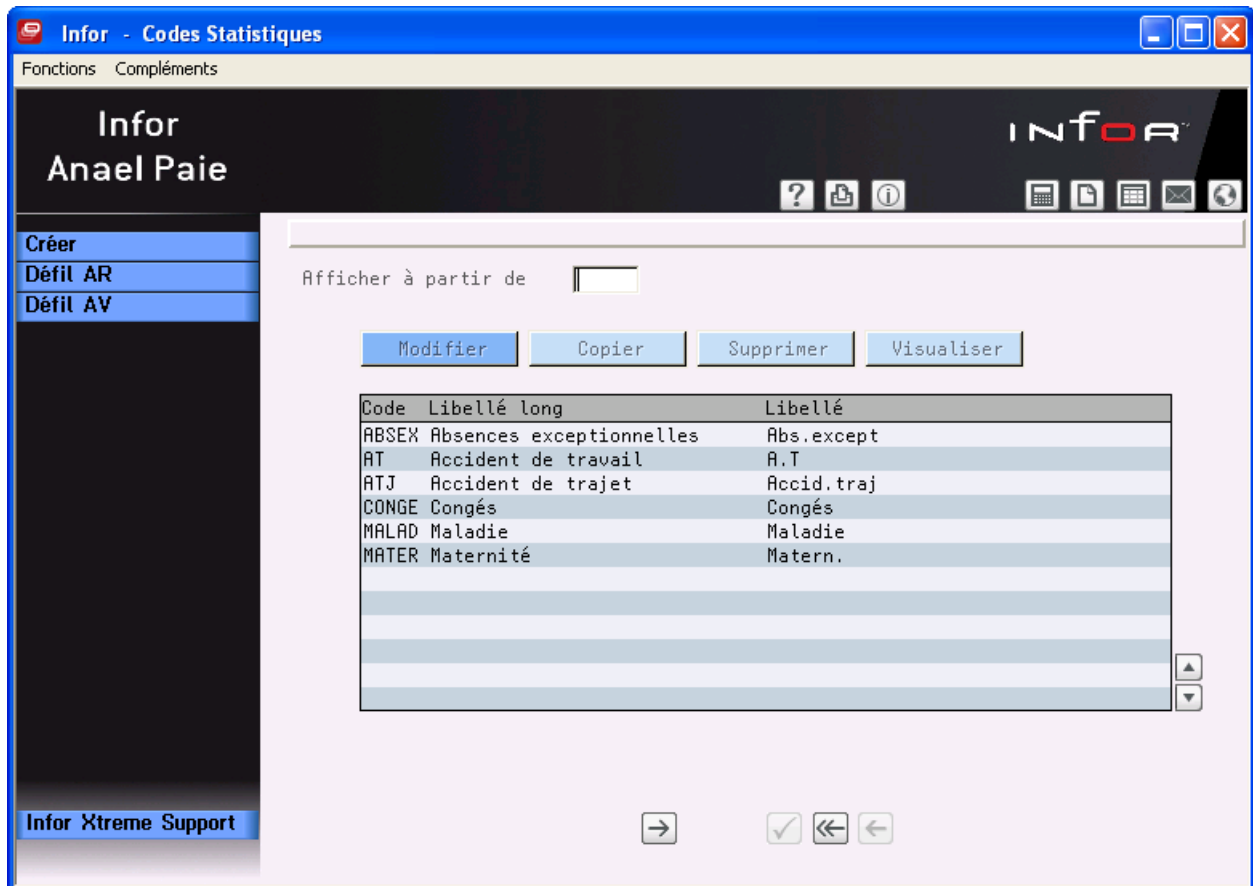 Infor - Codes Statistiques
Fonctions Compléments
Infor
Anael Paie
INfOR
Créer
Défil AR
Défil AV
Afficher à partir de
Modifier Copier Supprimer Visualiser
Code Libellé long Libellé
ABSEX Absences exceptionnelles Abs.except
AT Accident de travail A.T
ATJ Accident de trajet Accid.traj
CONGE Congés Congés
MALAD Maladie Maladie
MATER Maternité Matern.
Infor Xtreme Support